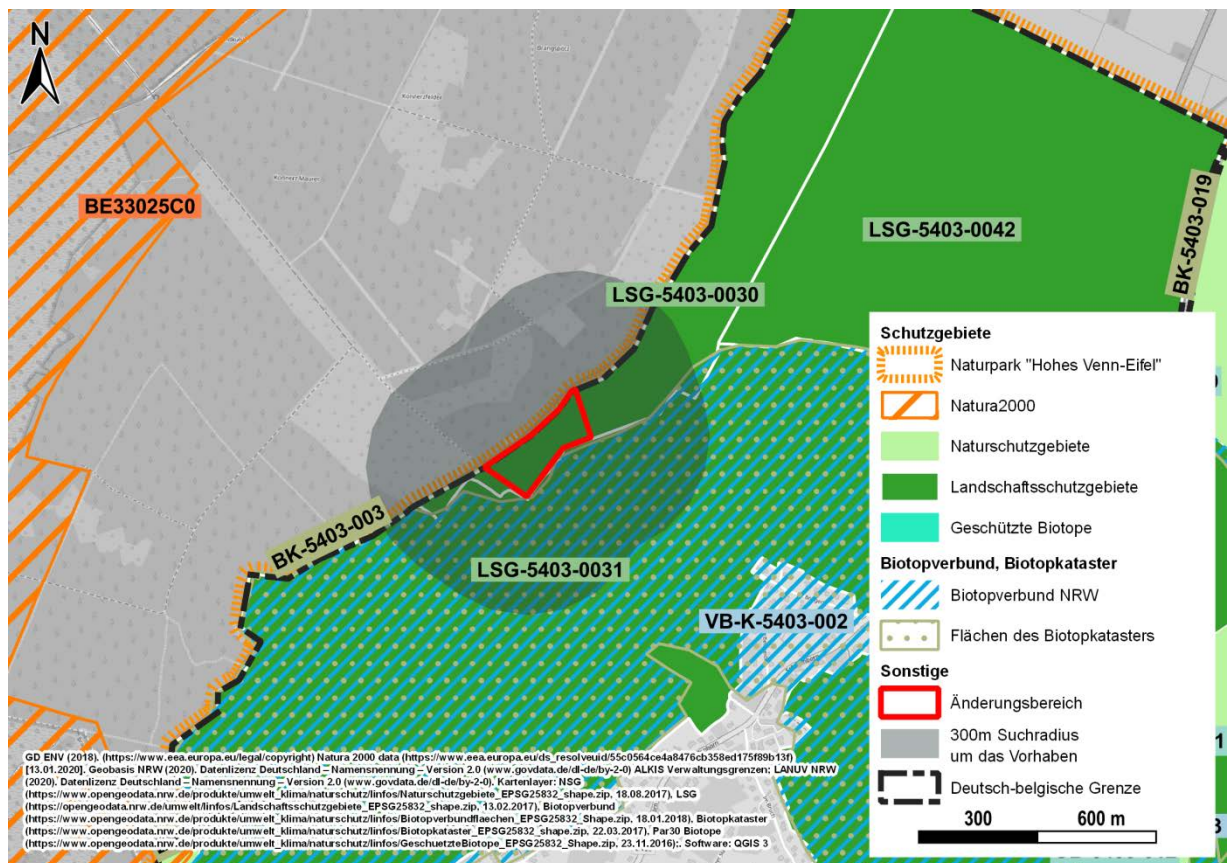 N
Brangspötz
Konnerzfelder
Konnerz Mauer
BE33025C0
LSG-5403-0042
BK-5403-019
LSG-5403-0030
BK-5403-003
LSG-5403-0031
VB-K-5403-002
Schutzgebiete
Naturpark "Hohes Venn-Eifel"
Natura2000
Naturschutzgebiete
Landschaftsschutzgebiete
Geschützte Biotope
Biotopverbund, Biotopkataster
Biotopverbund NRW
Flächen des Biotopkatasters
Sonstige
Änderungsbereich
300m Suchradius
um das Vorhaben
Deutsch-belgische Grenze
300 600 m
GD ENV (2018). (https://www.eea.europa.eu/legal/copyright) Natura 2000 data (https://www.eea.europa.eu/ds_resolveuid/55c0564ce4a8476cb358ed175f89b13f)
[13.01.2020]. Geobasis NRW (2020). Datenlizenz Deutschland – Namensnennung – Version 2.0 (www.govdata.de/dl-de/by-2-0) ALKIS Verwaltungsgrenzen; LANUV NRW
(2020). Datenlizenz Deutschland – Namensnennung – Version 2.0 (www.govdata.de/dl-de/by-2-0). Kartenlayer: NSG
(https://www.opengeodata.nrw.de/produkte/umwelt_klima/naturschutz/linfos/Naturschutzgebiete_EPSG25832_shape.zip, 18.08.2017), LSG
(https://opengeodata.nrw.de/umwelt/linfos/Landschaftsschutzgebiete_EPSG25832_shape.zip, 13.02.2017), Biotopverbund
(https://opengeodata.nrw.de/produkte/umwelt_klima/naturschutz/linfos/Biotopverbundflaechen_EPSG25832_Shape.zip, 18.01.2018), Biotopkataster
(https://opengeodata.nrw.de/produkte/umwelt_klima/naturschutz/linfos/Biotopkataster_EPSG25832_shape.zip, 22.03.2017), Par30 Biotope
(https://www.opengeodata.nrw.de/produkte/umwelt_klima/naturschutz/linfos/GeschuetzteBiotope_EPSG25832_Shape.zip, 23.11.2016);. Software: QGIS 3